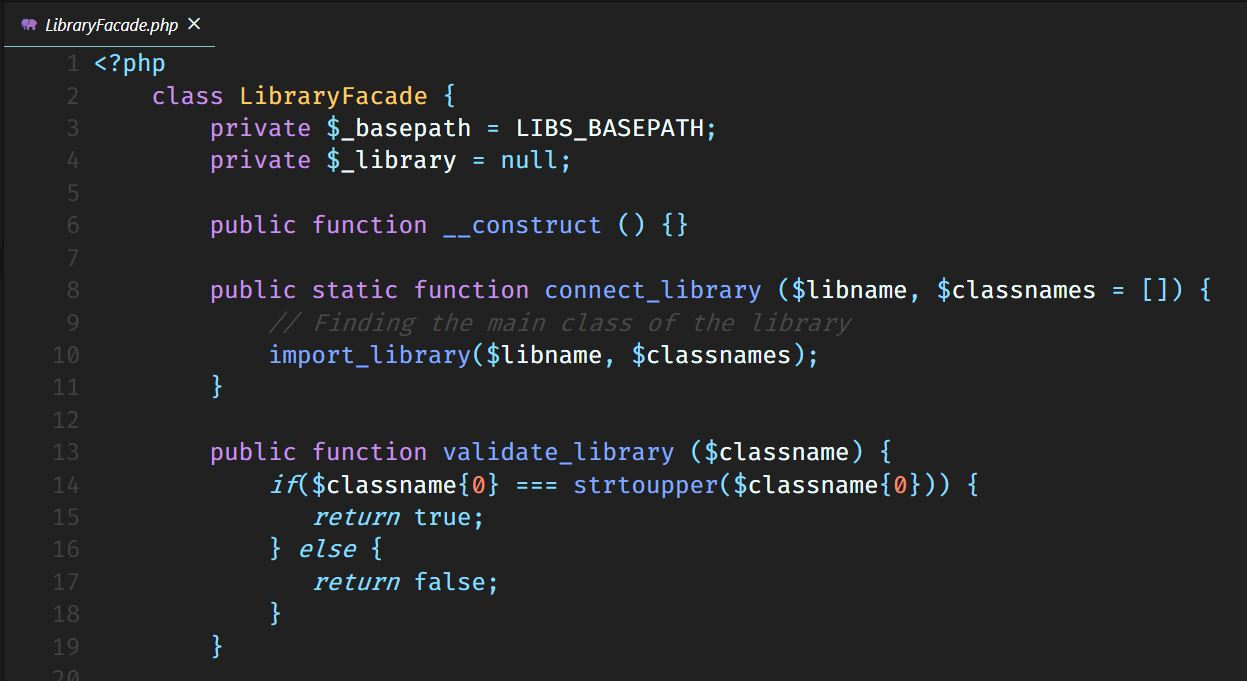 LibraryFacade.php ×
1 <?php
2 class LibraryFacade {
3 private $_basepath = LIBS_BASEPATH;
4 private $_library = null;
5
6 public function __construct () {}
7
8 public static function connect_library ($libname, $classnames = []) {
9 // Finding the main class of the library
10 import_library($libname, $classnames);
11 }
12
13 public function validate_library ($classname) {
14 if($classname{0} === strtoupper($classname{0})) {
15 return true;
16 } else {
17 return false;
18 }
19 }
20